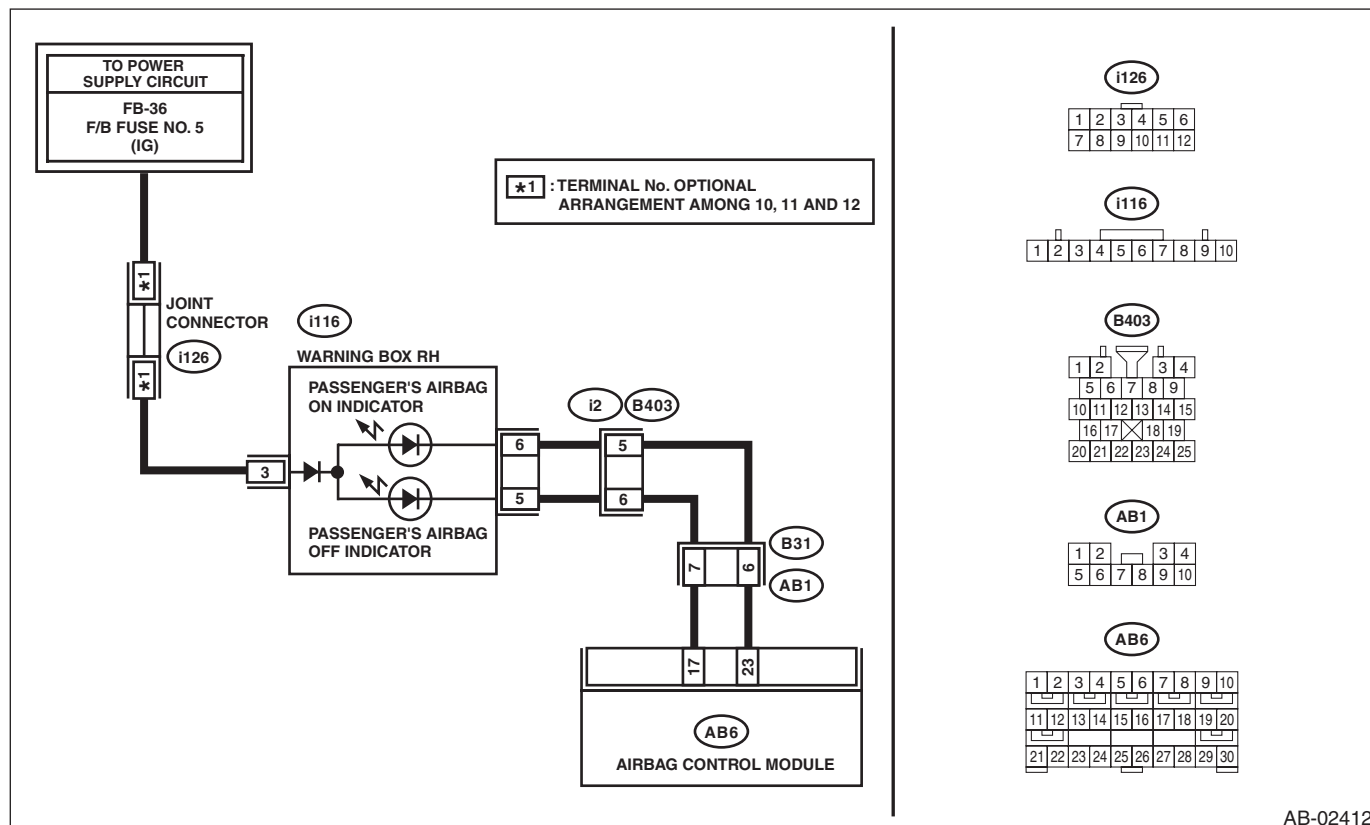 TO POWER
SUPPLY CIRCUIT
FB-36
F/B FUSE NO. 5
(IG)
*1 : TERMINAL No. OPTIONAL
ARRANGEMENT AMONG 10, 11 AND 12
*1
JOINT
CONNECTOR
i126
*1
i116
WARNING BOX RH
PASSENGER'S AIRBAG
ON INDICATOR
3
PASSENGER'S AIRBAG
OFF INDICATOR
6
5
i2 B403
5
6
B31
7 6
AB1
17 23
AB6
AIRBAG CONTROL MODULE
i126
1 2 3 4 5 6
7 8 9 10 11 12
i116
1 2 3 4 5 6 7 8 9 10
B403
1 2 3 4
5 6 7 8 9
10 11 12 13 14 15
16 17 18 19
20 21 22 23 24 25
AB1
1 2 3 4
5 6 7 8 9 10
AB6
1 2 3 4 5 6 7 8 9 10
11 12 13 14 15 16 17 18 19 20
21 22 23 24 25 26 27 28 29 30
AB-02412